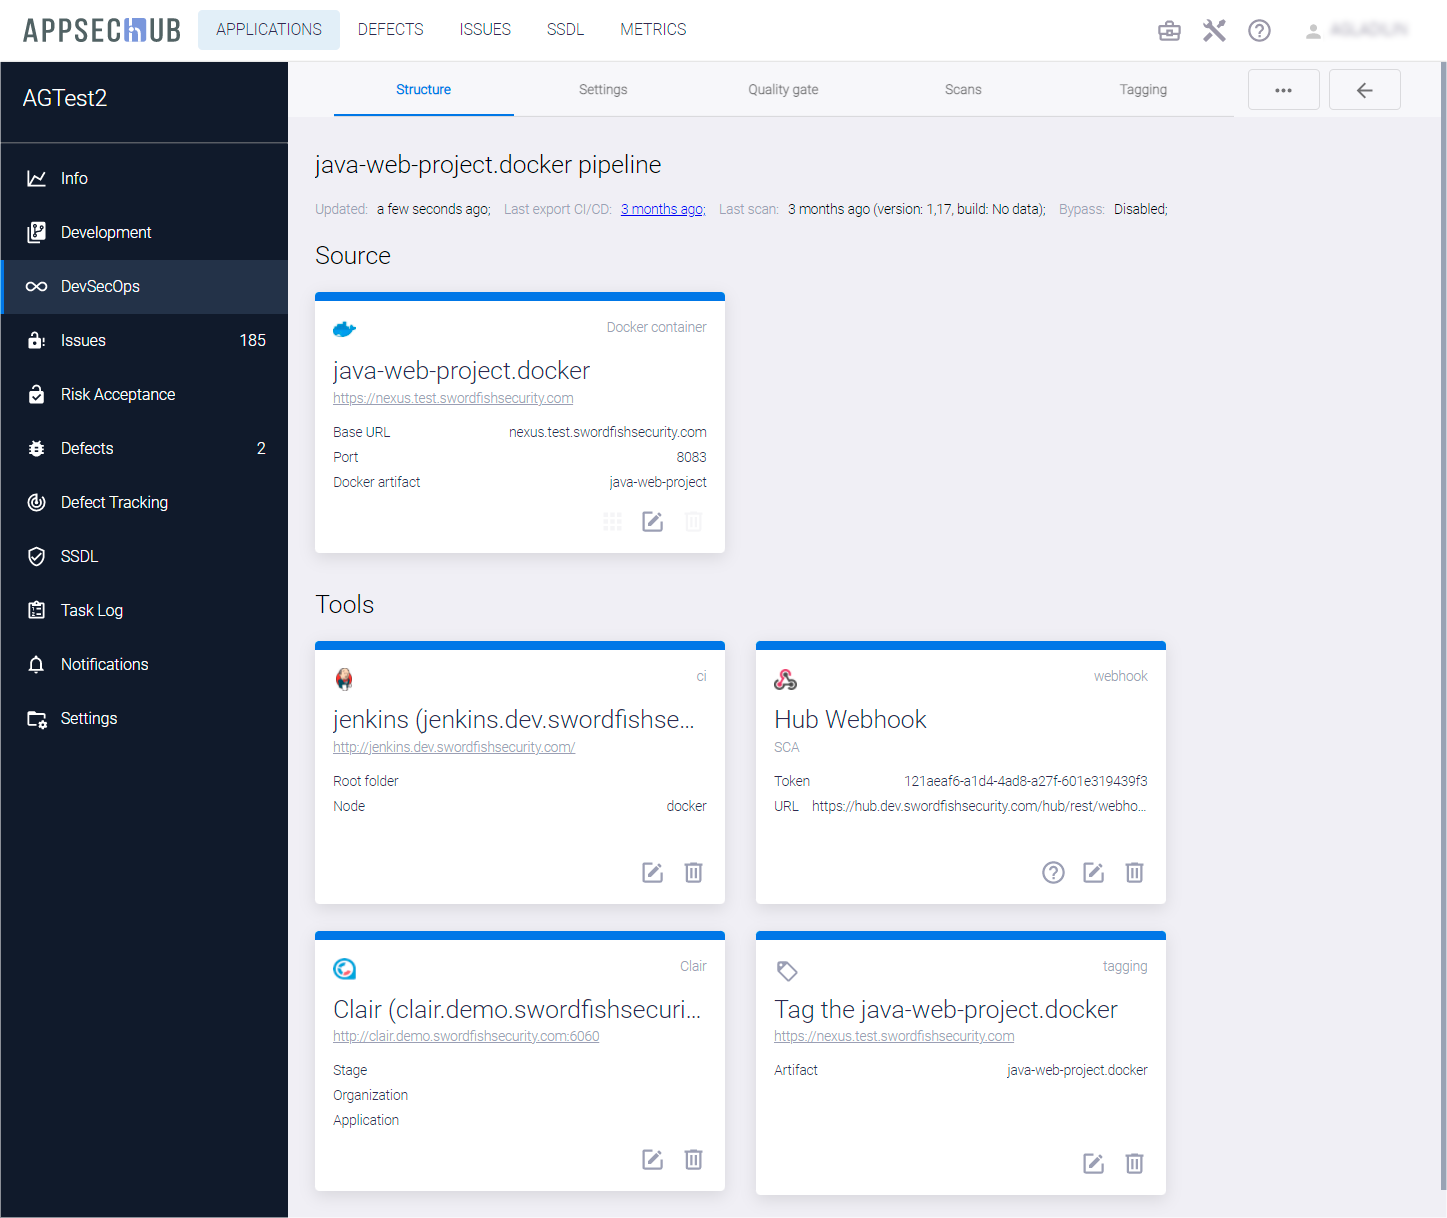 APPSECHUB
APPLICATIONS
DEFECTS
ISSUES
SSDL
METRICS
AGTest2
Info
Development
DevSecOps
Issues 185
Risk Acceptance
Defects 2
Defect Tracking
SSDL
Task Log
Notifications
Settings
Structure
Settings
Quality gate
Scans
Tagging
java-web-project.docker pipeline
Updated: a few seconds ago; Last export CI/CD: 3 months ago; Last scan: 3 months ago (version: 1,17, build: No data); Bypass: Disabled;
Source
Docker container
java-web-project.docker
https://nexus.test.swordfishsecurity.com
Base URL nexus.test.swordfishsecurity.com
Port 8083
Docker artifact java-web-project
Tools
ci
jenkins (jenkins.dev.swordfishse...
http://jenkins.dev.swordfishsecurity.com/
Root folder
Node docker
webhook
Hub Webhook
SCA
Token 121aeaf6-a1d4-4ad8-a27f-601e319439f3
URL https://hub.dev.swordfishsecurity.com/hub/rest/webho...
Clair
Clair (clair.demo.swordfishsecuri...
http://clair.demo.swordfishsecurity.com:6060
Stage
Organization
Application
tagging
Tag the java-web-project.docker
https://nexus.test.swordfishsecurity.com
Artifact java-web-project.docker